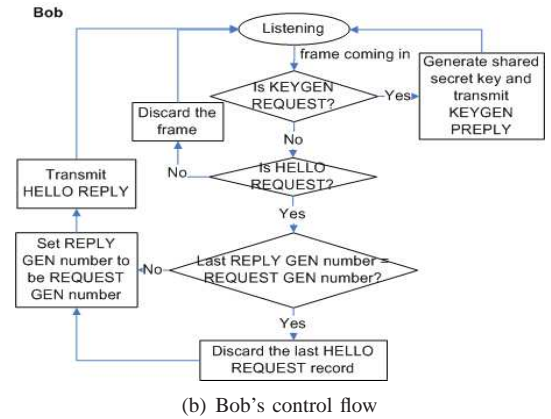 Bob
Listening
frame coming in
Is KEYGEN
REQUEST?
Yes
Generate shared
secret key and
transmit
KEYGEN
PREPLY
Discard the
frame
No
Is HELLO
REQUEST?
No
Transmit
HELLO REPLY
Yes
Set REPLY
GEN number to
be REQUEST
GEN number
No
Last REPLY GEN number =
REQUEST GEN number?
Yes
Discard the last HELLO
REQUEST record
(b) Bob's control flow